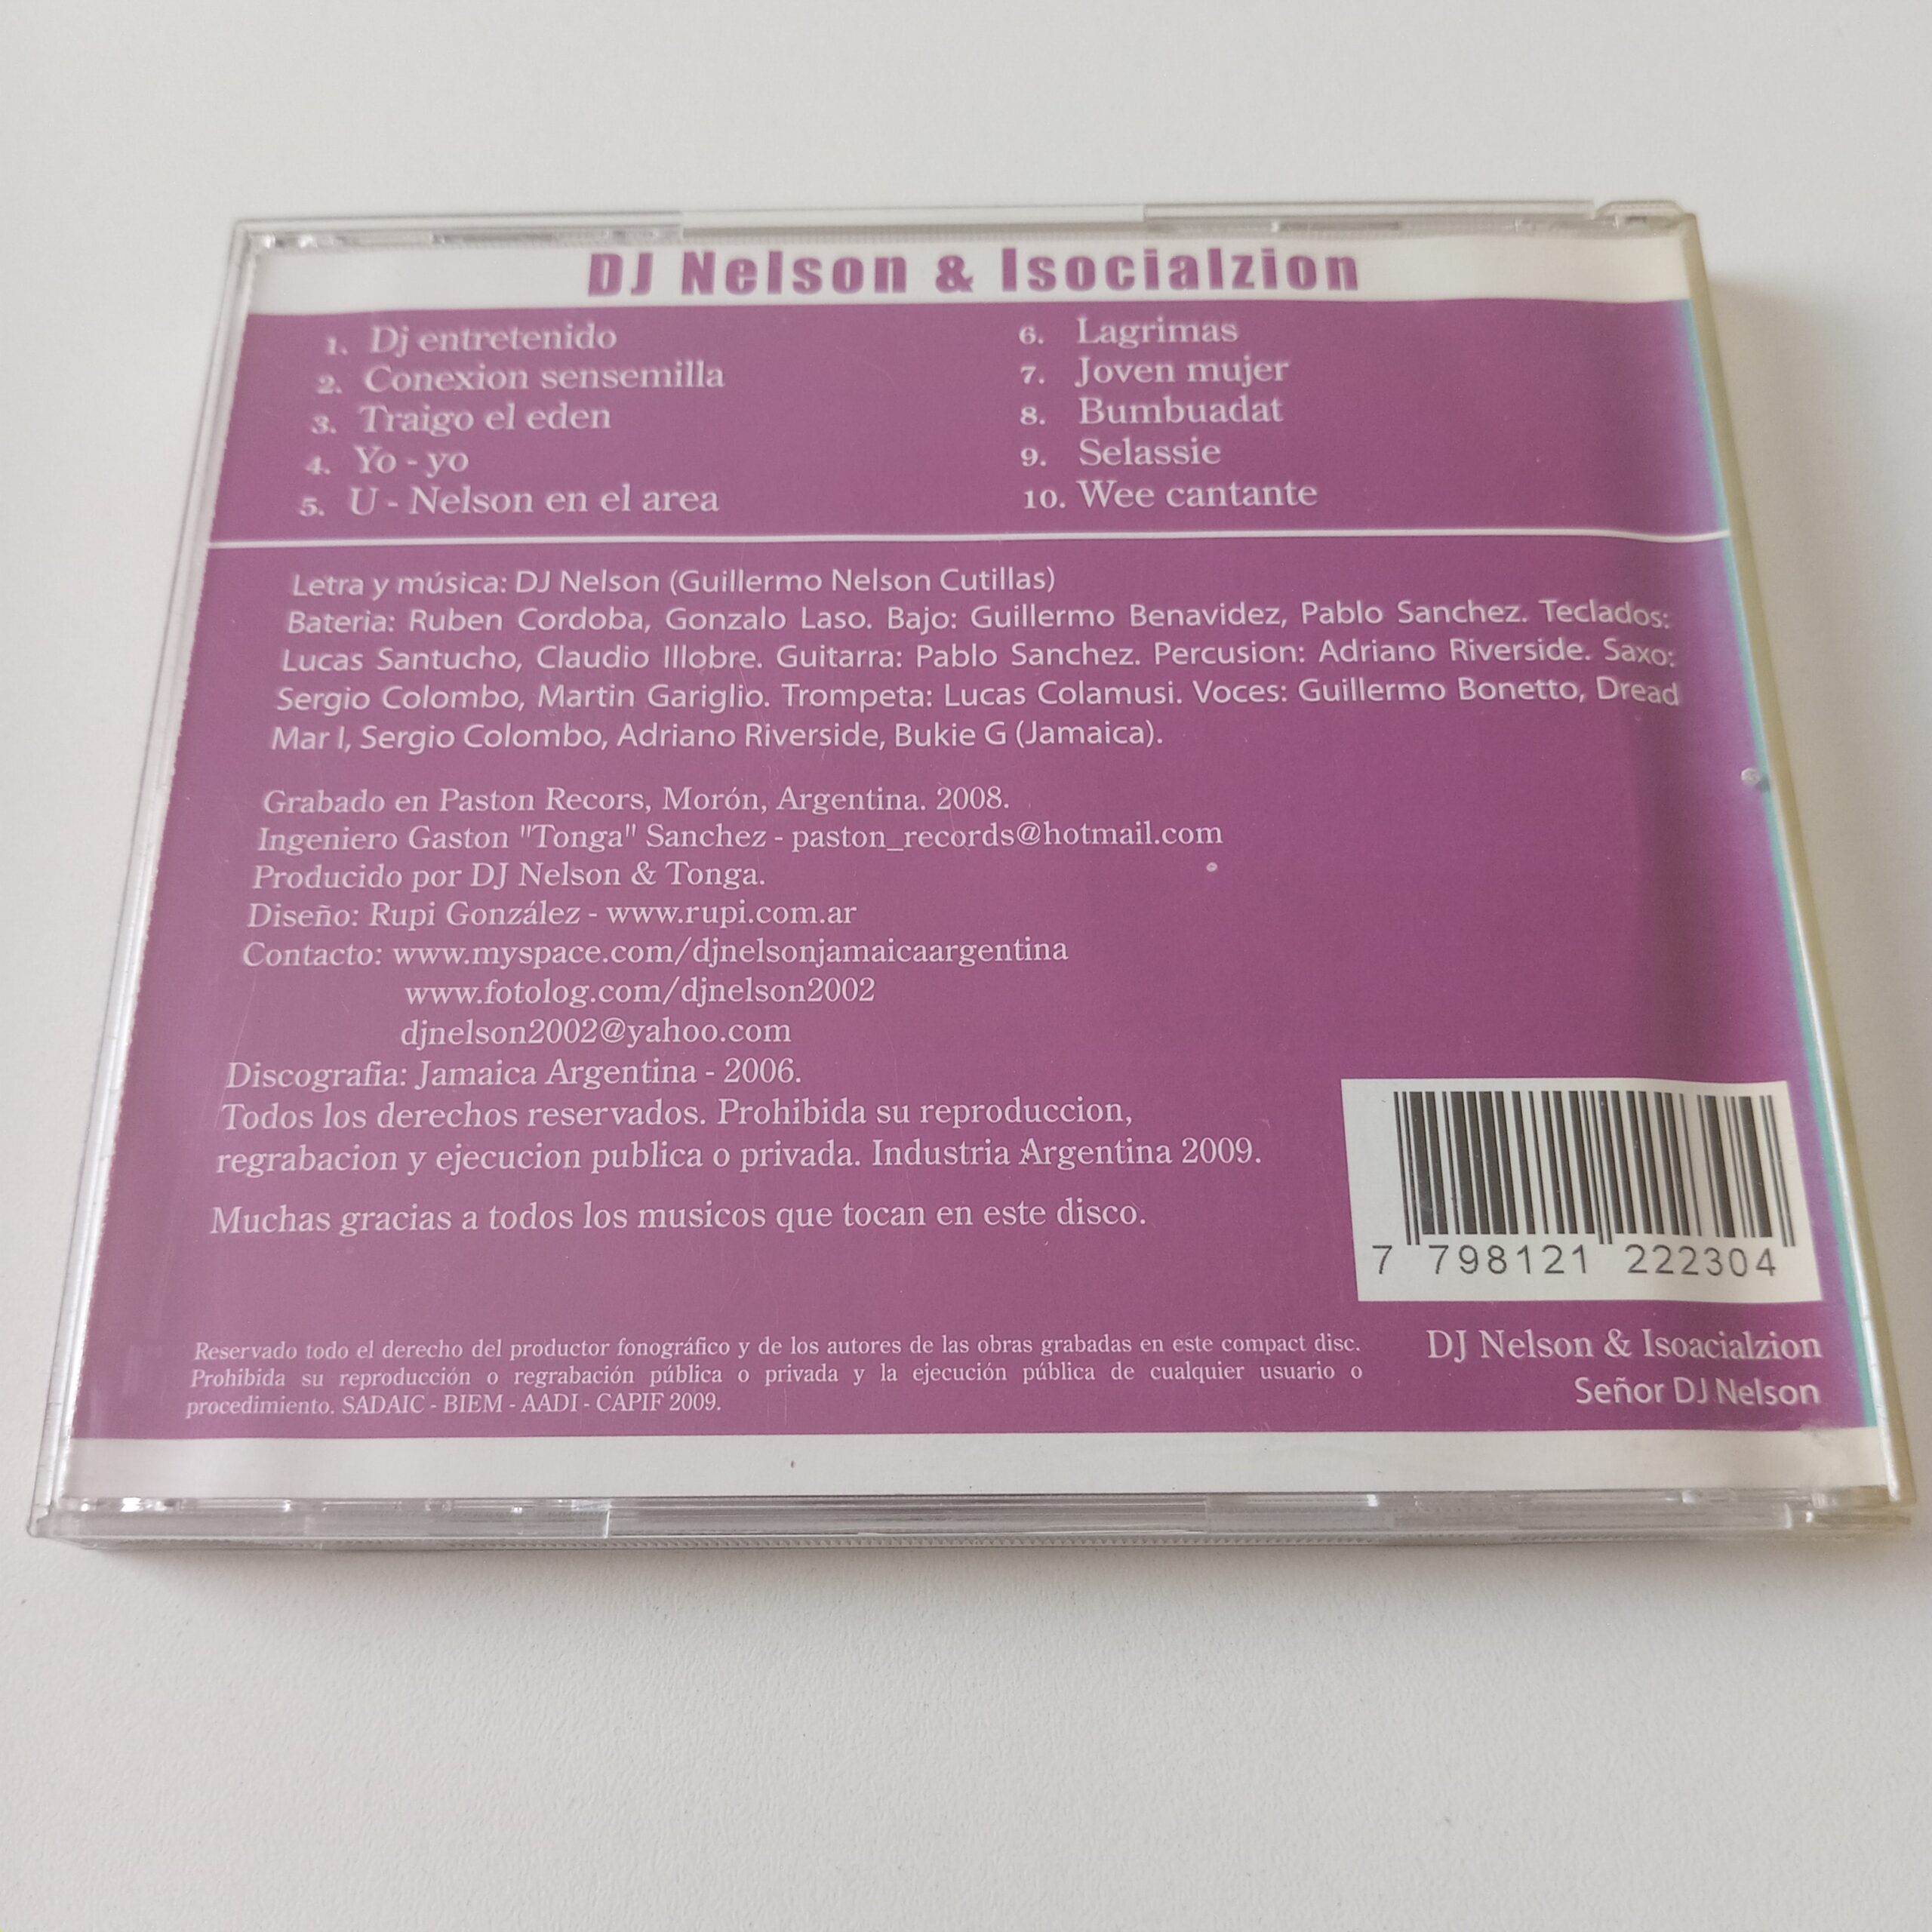 DJ Nelson & Isocialzion
1. Dj entretenido
2. Conexion sensemilla
3. Traigo el eden
4. Yo - yo
5. U - Nelson en el area
6. Lagrimas
7. Joven mujer
8. Bumbuadat
9. Selassie
10. Wee cantante
Letra y música: DJ Nelson (Guillermo Nelson Cutillas)
Bateria: Ruben Cordoba, Gonzalo Laso. Bajo: Guillermo Benavidez, Pablo Sanchez. Teclados:
Lucas Santucho, Claudio Illobre. Guitarra: Pablo Sanchez. Percusion: Adriano Riverside. Saxo:
Sergio Colombo, Martin Gariglio. Trompeta: Lucas Colamusi. Voces: Guillermo Bonetto, Dread
Mar I, Sergio Colombo, Adriano Riverside, Bukie G (Jamaica).
Grabado en Paston Recors, Morón, Argentina. 2008.
Ingeniero Gaston "Tonga" Sanchez - paston_records@hotmail.com
Producido por DJ Nelson & Tonga.
Diseño: Rupi González - www.rupi.com.ar
Contacto: www.myspace.com/djnelsonjamaicaargentina
www.fotolog.com/djnelson2002
djnelson2002@yahoo.com
Discografia: Jamaica Argentina - 2006.
Todos los derechos reservados. Prohibida su reproduccion,
regrabacion y ejecucion publica o privada. Industria Argentina 2009.
Muchas gracias a todos los musicos que tocan en este disco.
7 798121 222304
Reservado todo el derecho del productor fonográfico y de los autores de las obras grabadas en este compact disc.
Prohibida su reproducción o regrabación pública o privada y la ejecución pública de cualquier usuario o
procedimiento. SADAIC - BIEM - AADI - CAPIF 2009.
DJ Nelson & Isoacialzion
Señor DJ Nelson